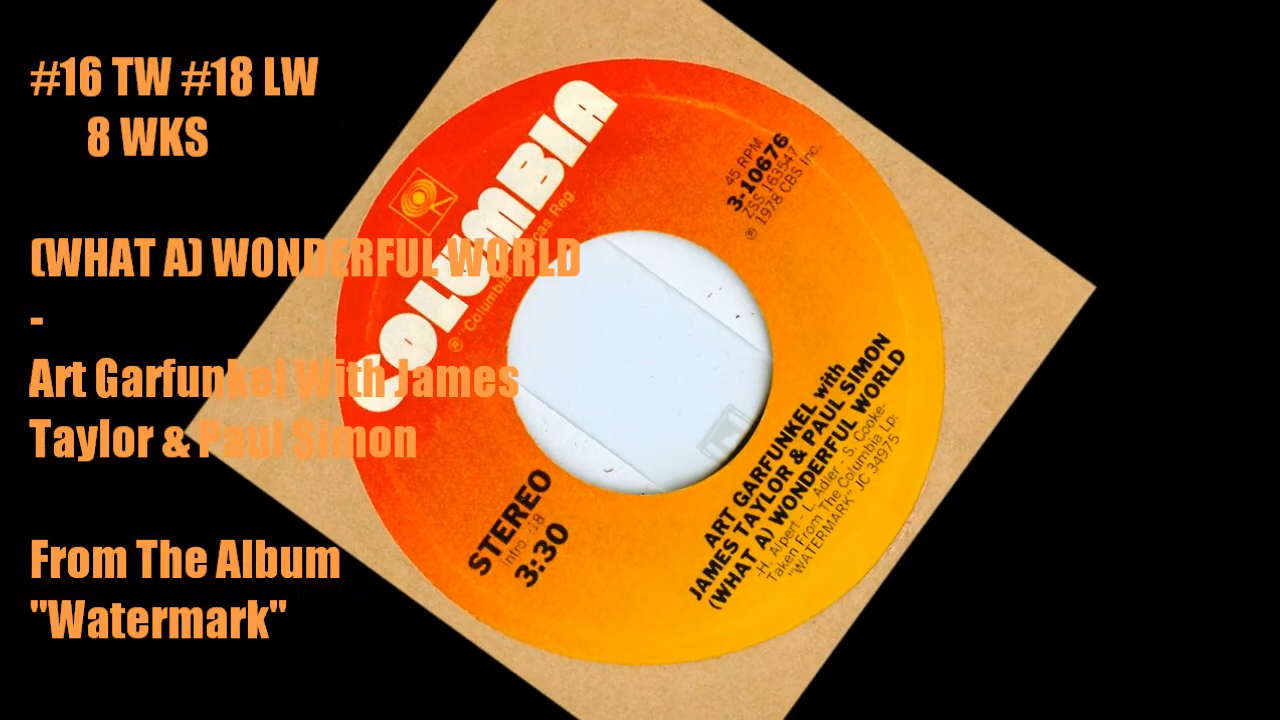 #16 TW #18 LW
8 WKS
(WHAT A) WONDERFUL WORLD
-
Art Garfunkel With James
Taylor & Paul Simon
From The Album
"Watermark"
COLUMBIA
® "Columbia" cas Reg.
45 RPM
3-10676
ZSS 163547
℗ 1978 CBS Inc.
STEREO
Intro. :18
3:30
ART GARFUNKEL with
JAMES TAYLOR & PAUL SIMON
(WHAT A) WONDERFUL WORLD
-H. Alpert - L. Adler - S. Cooke-
Taken From The Columbia Lp:
"WATERMARK" JC 34975